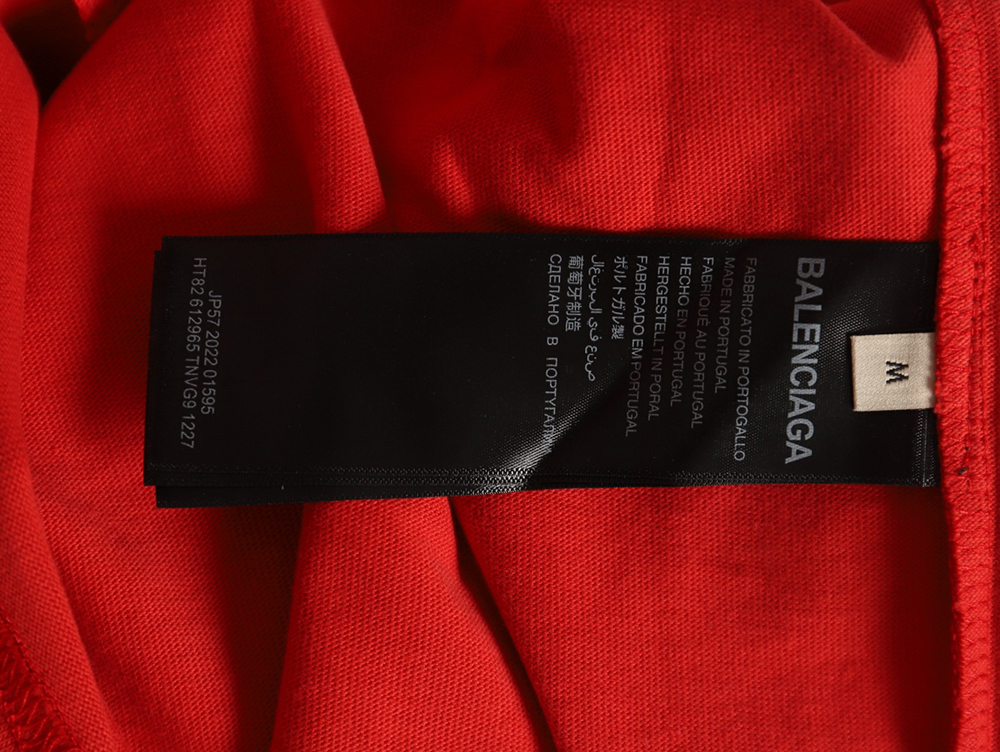 M
BALENCIAGA
FABBRICATO IN PORTOGALLO
MADE IN PORTUGAL
FABRIQUÉ AU PORTUGAL
HECHO EN PORTUGAL
HERGESTELLT IN PORAL
FABRICADO EM PORTUGAL
ポルトガル製
صنع في البرتغال
葡萄牙制造
СДЕЛАНО В ПОРТУГАЛИИ
JP57 2022 01595
HT82 612965 TNVG9 1227